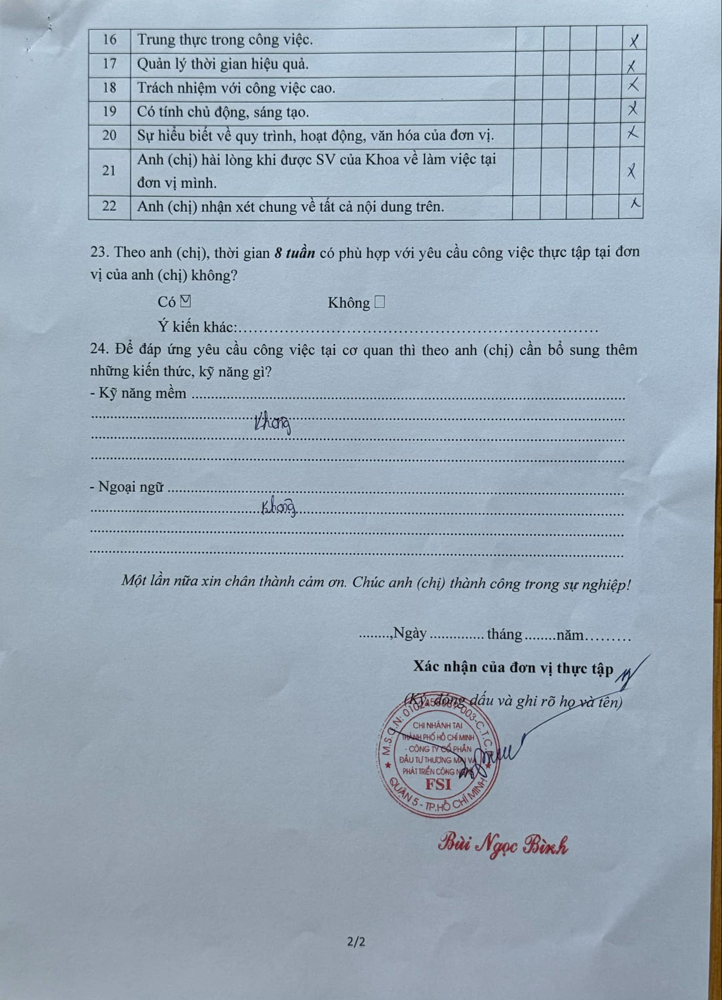 16 Trung thực trong công việc. X
17 Quản lý thời gian hiệu quả. X
18 Trách nhiệm với công việc cao. X
19 Có tính chủ động, sáng tạo. X
20 Sự hiểu biết về quy trình, hoạt động, văn hóa của đơn vị. X
21 Anh (chị) hài lòng khi được SV của Khoa về làm việc tại
đơn vị mình. X
22 Anh (chị) nhận xét chung về tất cả nội dung trên. X
23. Theo anh (chị), thời gian 8 tuần có phù hợp với yêu cầu công việc thực tập tại đơn
vị của anh (chị) không?
Có ☑ Không ☐
Ý kiến khác:
24. Để đáp ứng yêu cầu công việc tại cơ quan thì theo anh (chị) cần bổ sung thêm
những kiến thức, kỹ năng gì?
- Kỹ năng mềm
Không
- Ngoại ngữ
Không
Một lần nữa xin chân thành cảm ơn. Chúc anh (chị) thành công trong sự nghiệp!
........,Ngày .............. tháng ........năm.........
Xác nhận của đơn vị thực tập
(Ký, đóng dấu và ghi rõ họ và tên)
CHI NHÁNH TẠI
THÀNH PHỐ HỒ CHÍ MINH
- CÔNG TY CỔ PHẦN
ĐẦU TƯ THƯƠNG MẠI VÀ
PHÁT TRIỂN CÔNG NGHỆ
FSI
QUẬN 5 - TP.HỒ CHÍ MINH
Bùi Ngọc Bình
2/2